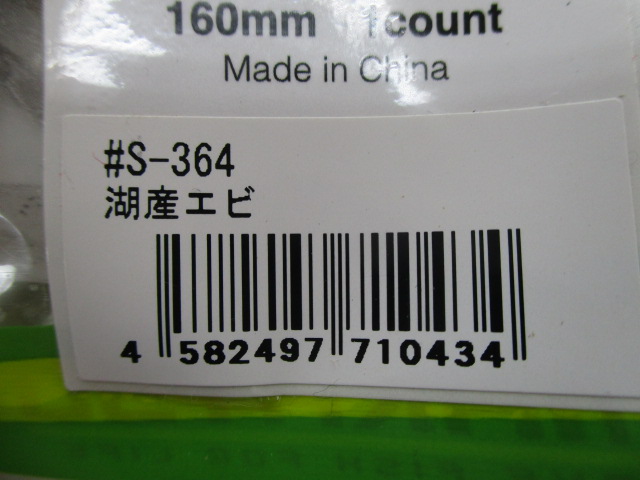 160mm 1count
Made in China
#S-364
湖産エビ
4 582497 710434